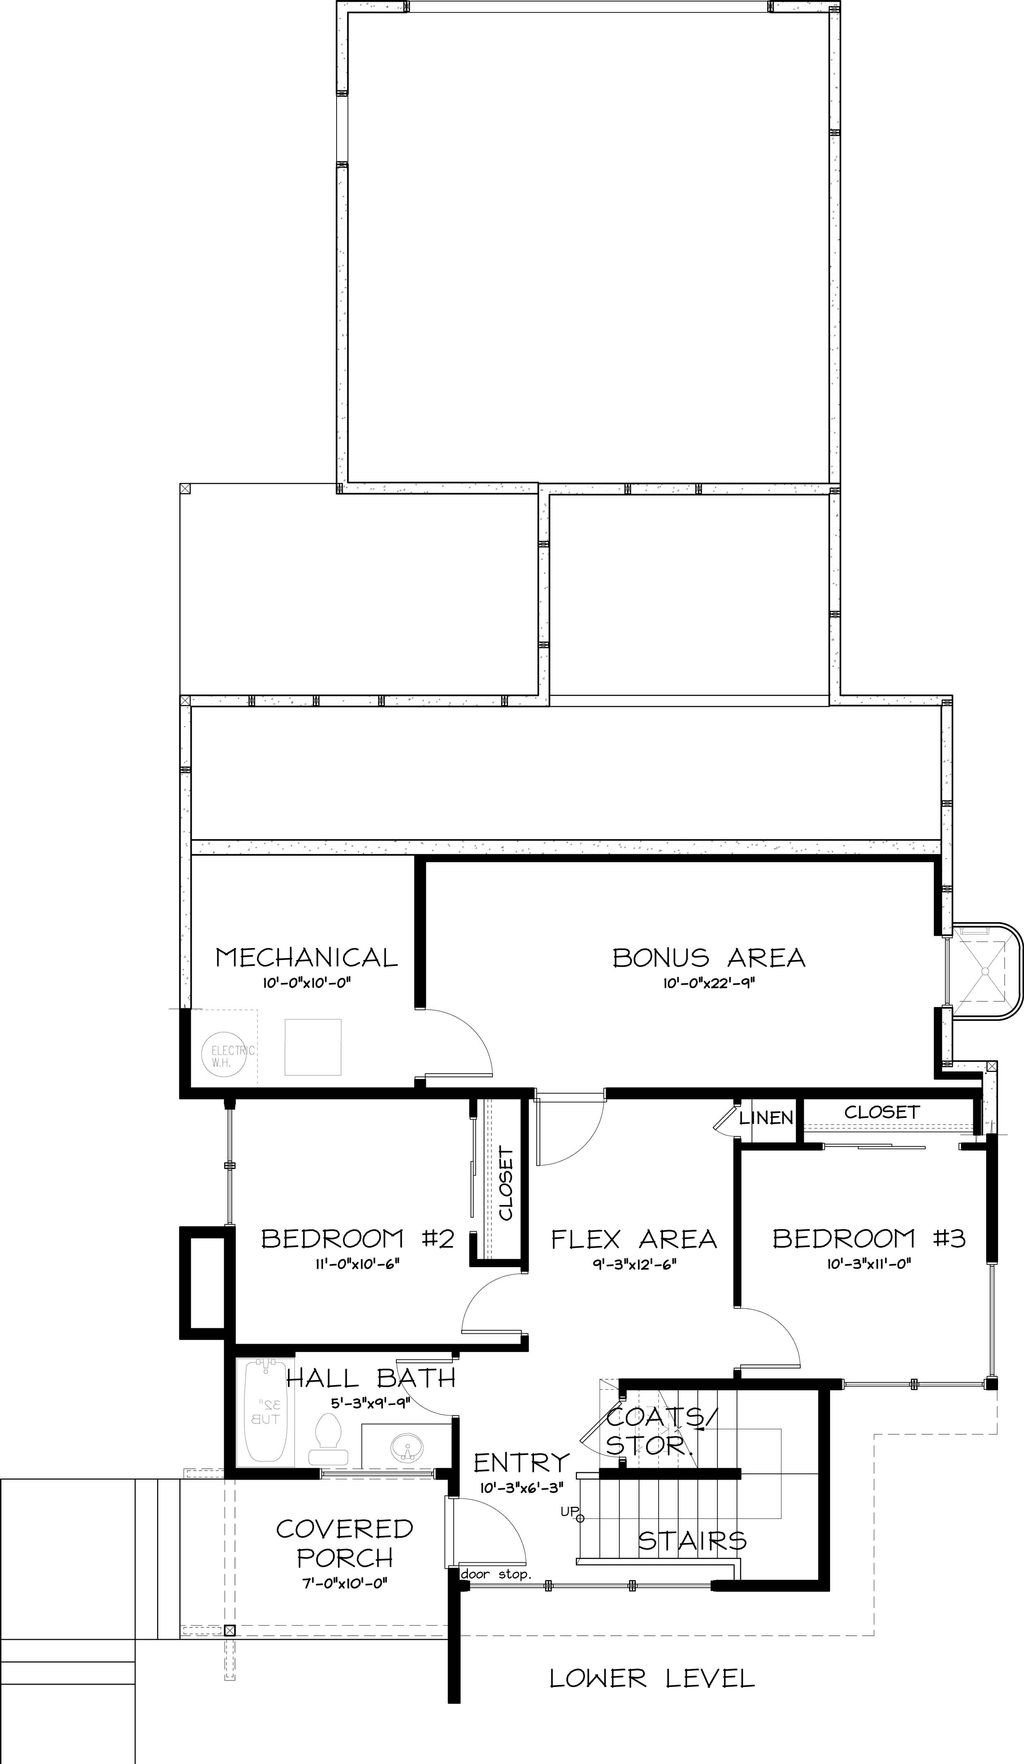 MECHANICAL
10'-0"x10'-0"
BONUS AREA
10'-0"x22'-9"
ELECTRIC
W.H.
LINEN
CLOSET
CLOSET
BEDROOM #2
11'-0"x10'-6"
FLEX AREA
9'-3"x12'-6"
BEDROOM #3
10'-3"x11'-0"
HALL BATH
5'-3"x9'-9"
32"
TUB
COATS/
STOR.
ENTRY
10'-3"x6'-3"
UP
STAIRS
COVERED
PORCH
7'-0"x10'-0"
door stop.
LOWER LEVEL